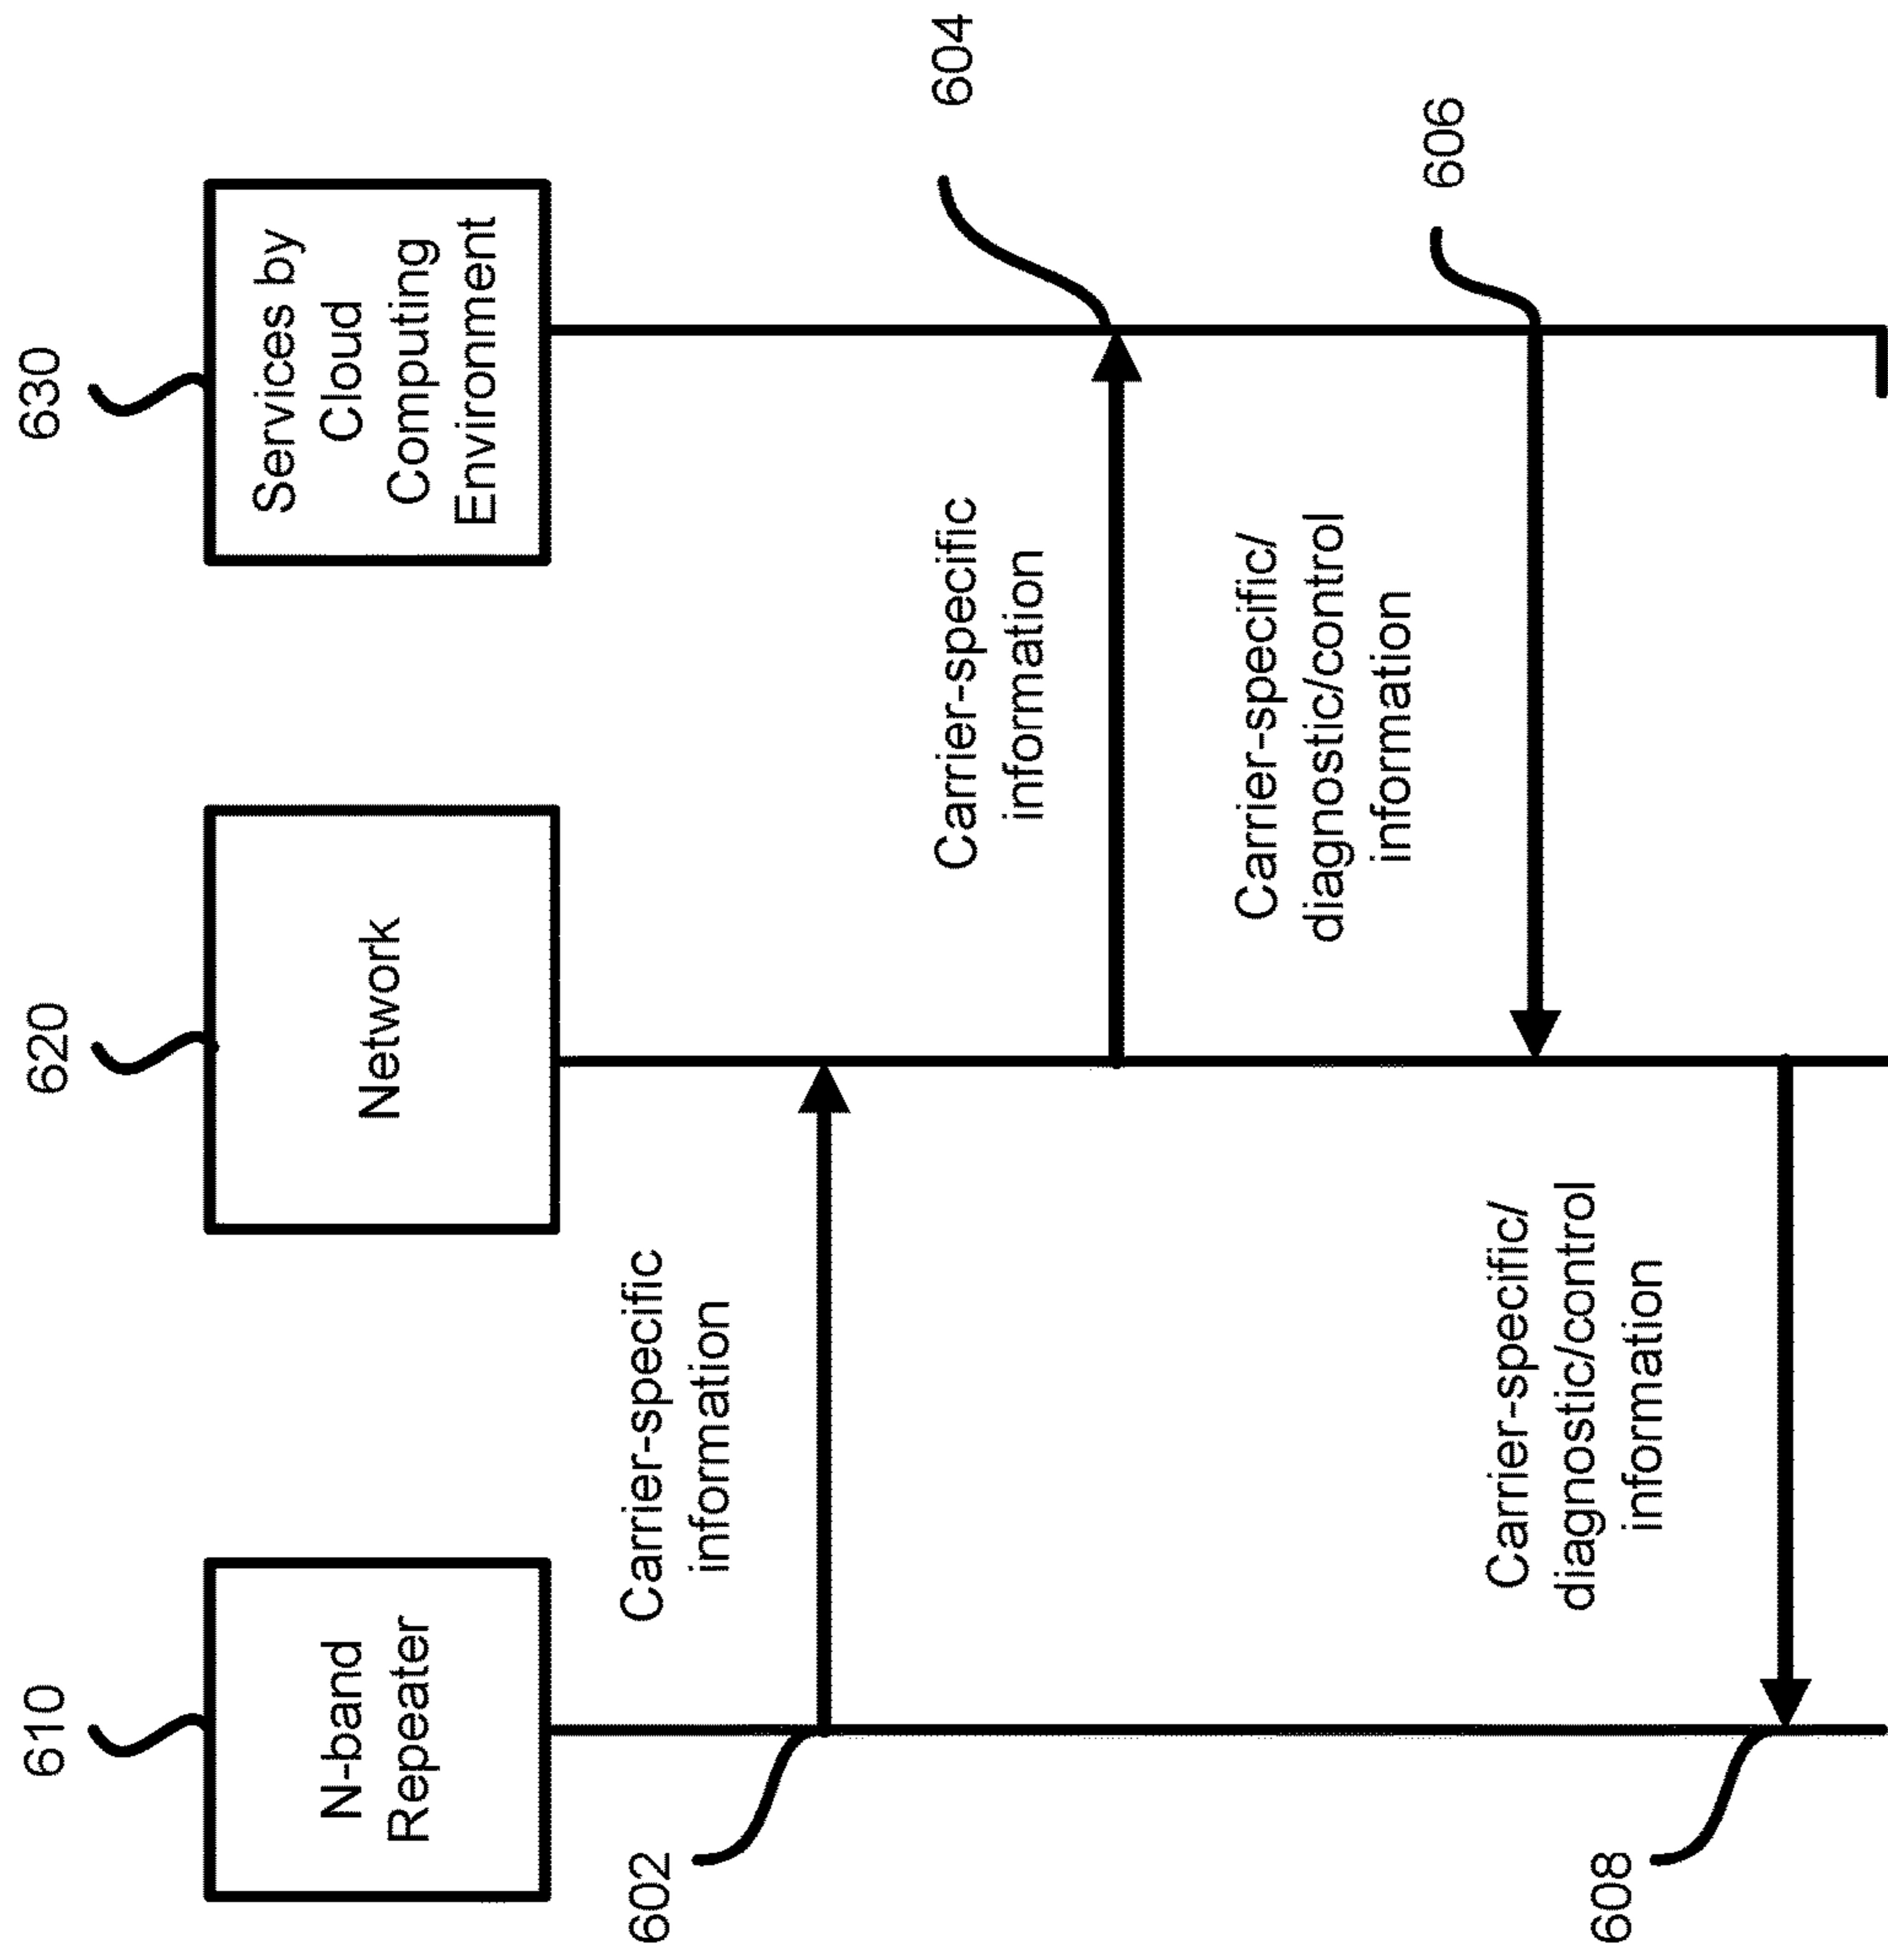 610
620
630
N-band
Repeater
Network
Services by
Cloud
Computing
Environment
602
Carrier-specific
information
Carrier-specific
information
604
Carrier-specific/
diagnostic/control
information
606
608
Carrier-specific/
diagnostic/control
information